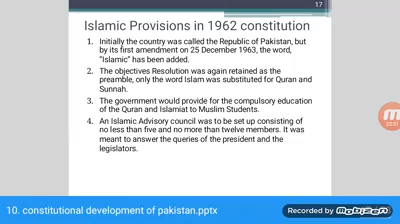 17
Islamic Provisions in 1962 constitution
1. Initially the country was called the Republic of Pakistan, but
by its first amendment on 25 December 1963, the word,
"Islamic" has been added.
2. The objectives Resolution was again retained as the
preamble, only the word Islam was substituted for Quran and
Sunnah.
3. The government would provide for the compulsory education
of the Quran and Islamiat to Muslim Students.
4. An Islamic Advisory council was to be set up consisting of
no less than five and no more than twelve members. It was
meant to answer the queries of the president and the
legislators.
10. constitutional development of pakistan.pptx
Recorded by
Mobizen